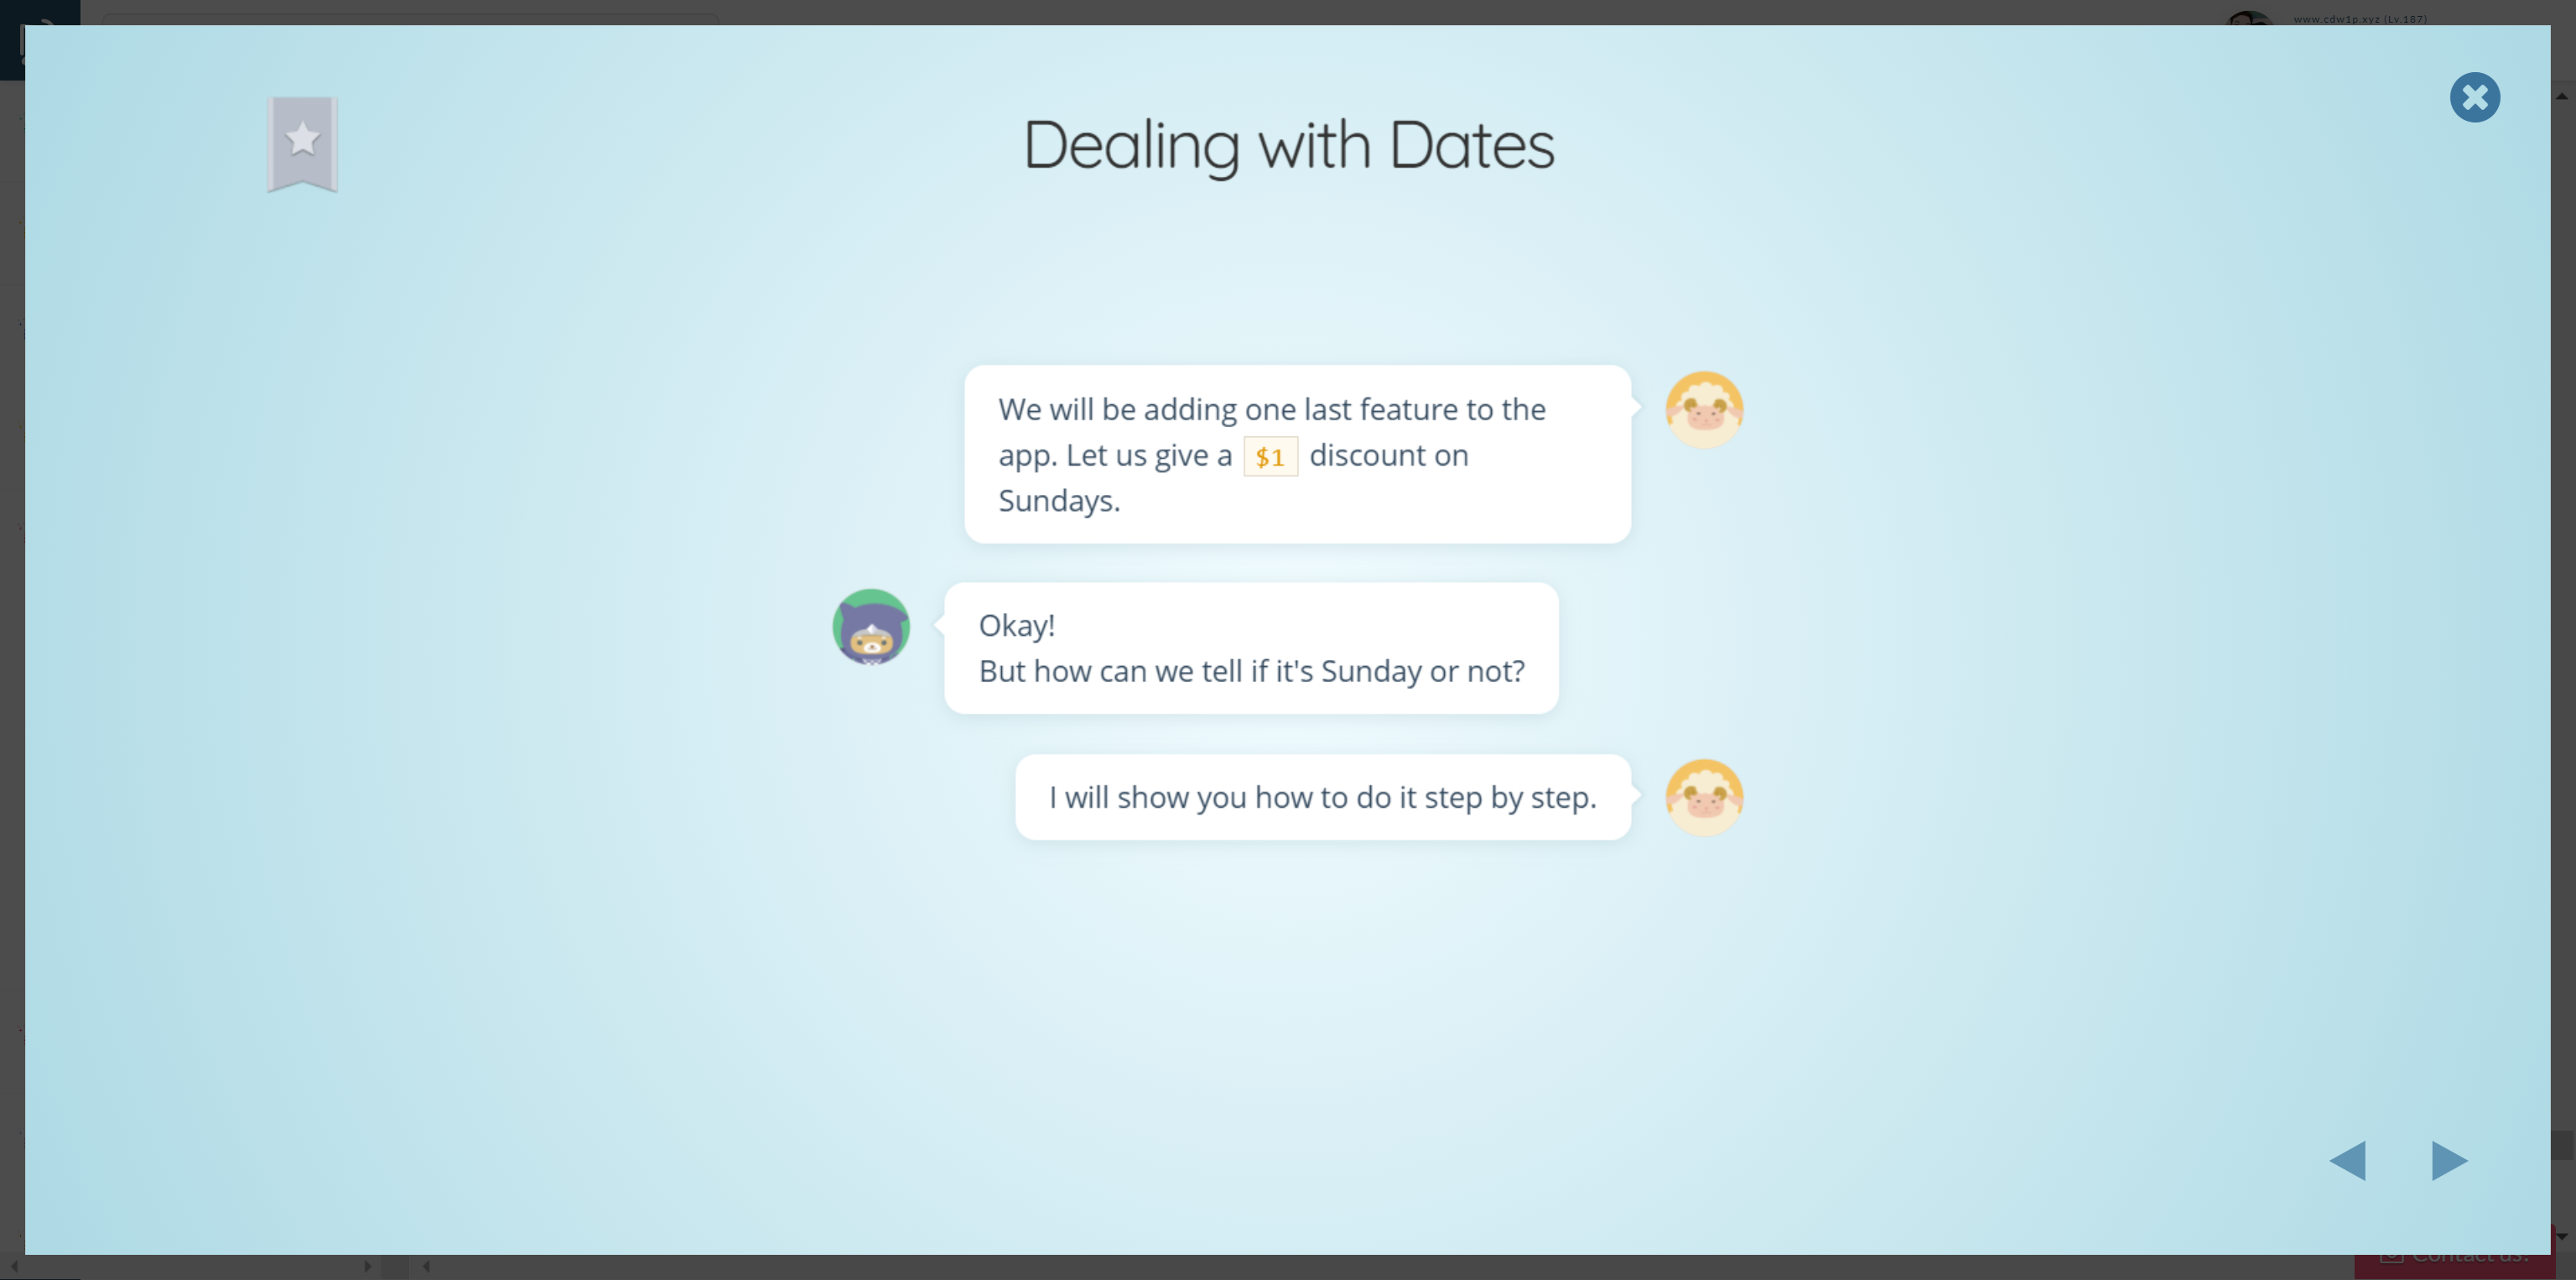 www.cdw1p.xyz (Lv.187)
Dealing with Dates
We will be adding one last feature to the
app. Let us give a $1 discount on
Sundays.
Okay!
But how can we tell if it's Sunday or not?
I will show you how to do it step by step.
Contact us!